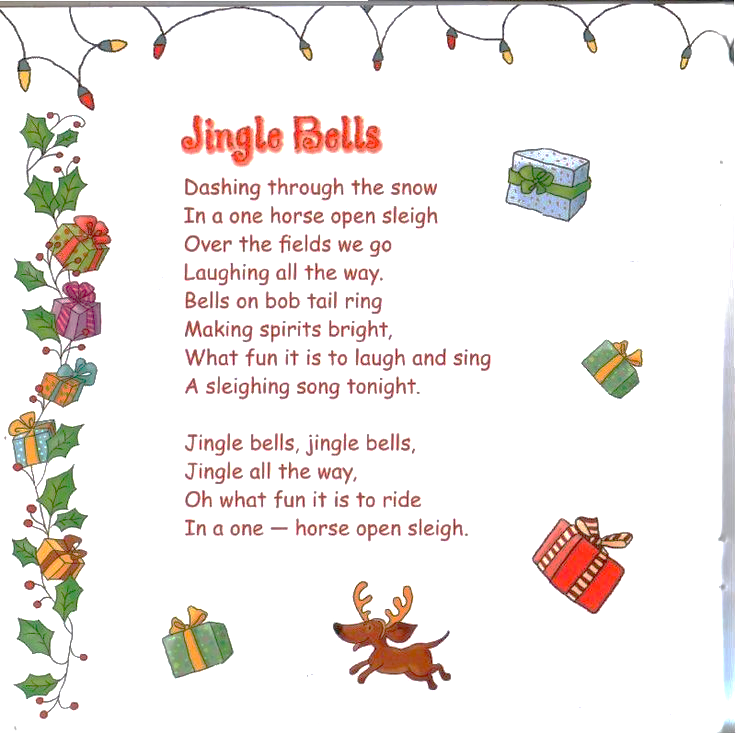 Jingle Bells
Dashing through the snow
In a one horse open sleigh
Over the fields we go
Laughing all the way.
Bells on bob tail ring
Making spirits bright,
What fun it is to laugh and sing
A sleighing song tonight.
Jingle bells, jingle bells,
Jingle all the way,
Oh what fun it is to ride
In a one — horse open sleigh.